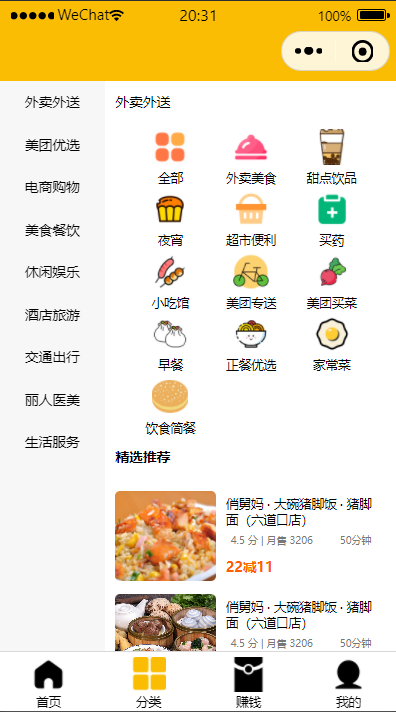 WeChat 20:31 100%
外卖外送
美团优选
电商购物
美食餐饮
休闲娱乐
酒店旅游
交通出行
丽人医美
生活服务
外卖外送
全部 外卖美食 甜点饮品
夜宵 超市便利 买药
小吃馆 美团专送 美团买菜
早餐 正餐优选 家常菜
饮食简餐
精选推荐
俏舅妈 · 大碗猪脚饭 · 猪脚
面（六道口店）
4.5 分 | 月售 3206 50分钟
22减11
俏舅妈 · 大碗猪脚饭 · 猪脚
面（六道口店）
4.5 分 | 月售 3206 50分钟
首页 分类 赚钱 我的